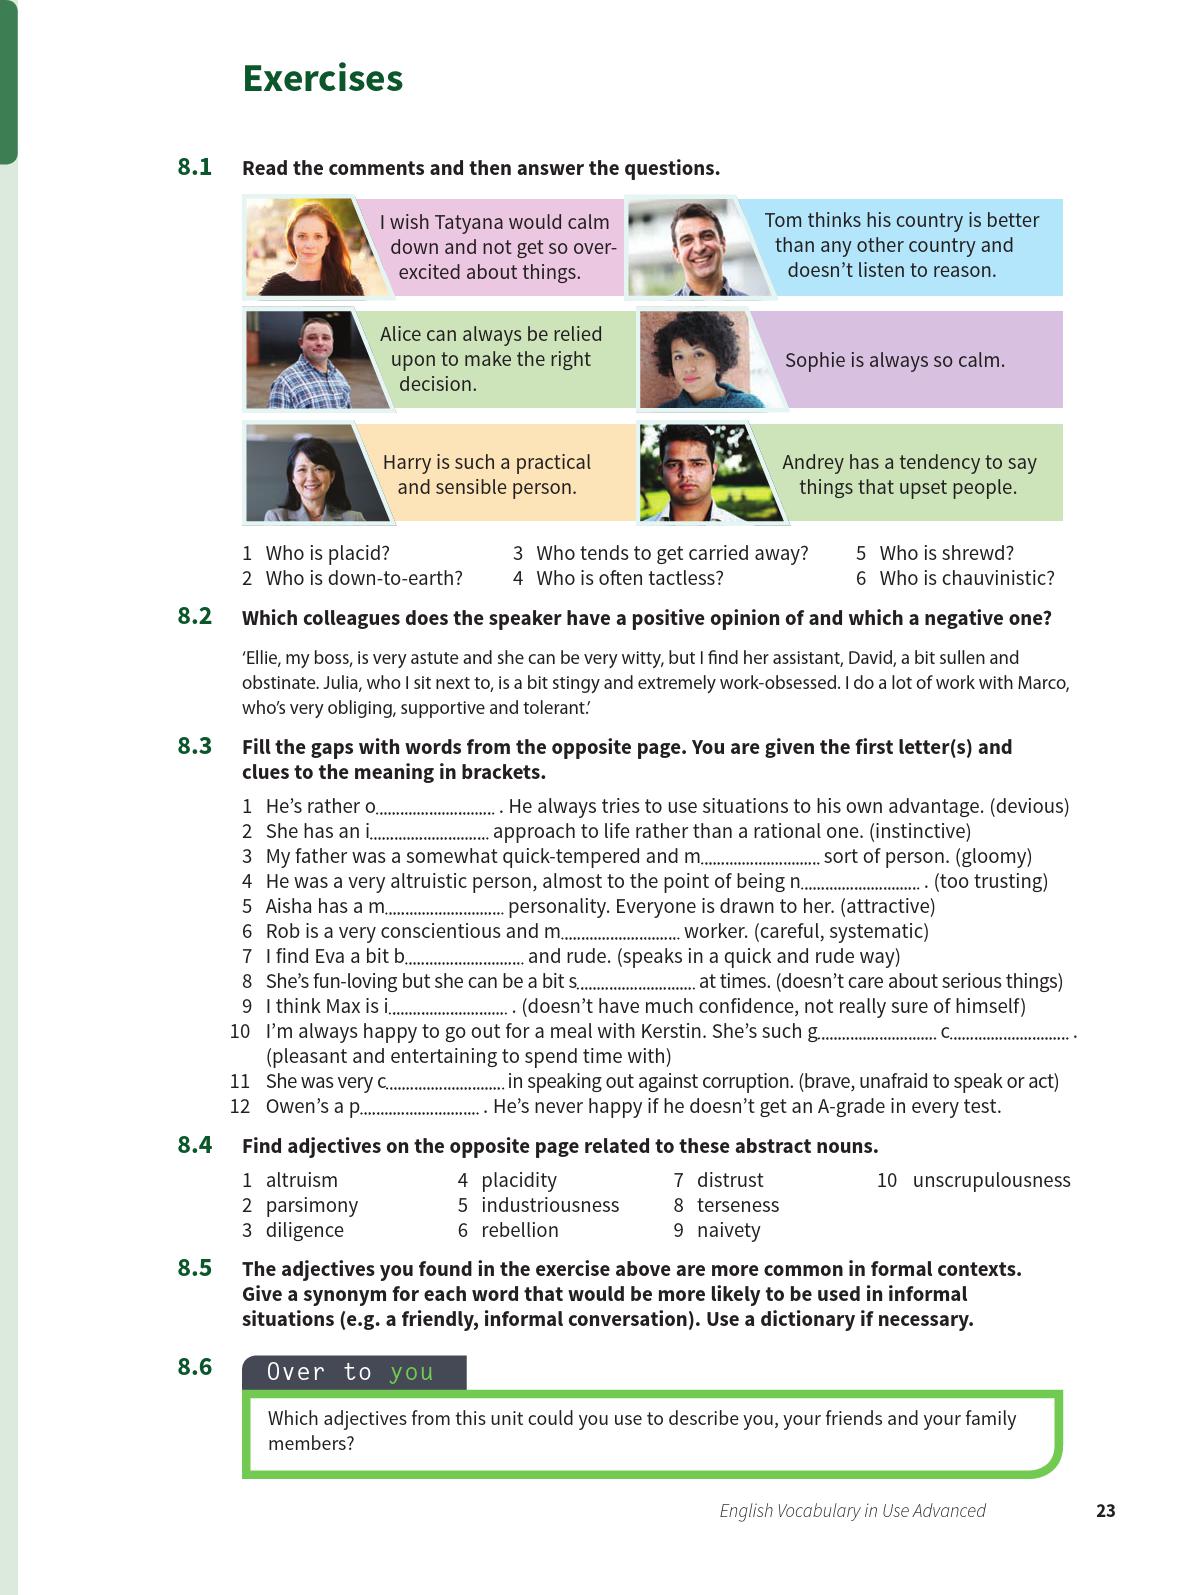 Exercises
8.1 Read the comments and then answer the questions.
I wish Tatyana would calm
down and not get so over-
excited about things.
Tom thinks his country is better
than any other country and
doesn’t listen to reason.
Alice can always be relied
upon to make the right
decision.
Sophie is always so calm.
Harry is such a practical
and sensible person.
Andrey has a tendency to say
things that upset people.
1 Who is placid? 3 Who tends to get carried away? 5 Who is shrewd?
2 Who is down-to-earth? 4 Who is often tactless? 6 Who is chauvinistic?
8.2 Which colleagues does the speaker have a positive opinion of and which a negative one?
‘Ellie, my boss, is very astute and she can be very witty, but I find her assistant, David, a bit sullen and
obstinate. Julia, who I sit next to, is a bit stingy and extremely work-obsessed. I do a lot of work with Marco,
who’s very obliging, supportive and tolerant.’
8.3 Fill the gaps with words from the opposite page. You are given the first letter(s) and
clues to the meaning in brackets.
1 He’s rather o............................ . He always tries to use situations to his own advantage. (devious)
2 She has an i............................ approach to life rather than a rational one. (instinctive)
3 My father was a somewhat quick-tempered and m............................ sort of person. (gloomy)
4 He was a very altruistic person, almost to the point of being n............................ . (too trusting)
5 Aisha has a m............................ personality. Everyone is drawn to her. (attractive)
6 Rob is a very conscientious and m............................ worker. (careful, systematic)
7 I find Eva a bit b............................ and rude. (speaks in a quick and rude way)
8 She’s fun-loving but she can be a bit s............................ at times. (doesn’t care about serious things)
9 I think Max is i............................ . (doesn’t have much confidence, not really sure of himself)
10 I’m always happy to go out for a meal with Kerstin. She’s such g............................ c............................ .
(pleasant and entertaining to spend time with)
11 She was very c............................ in speaking out against corruption. (brave, unafraid to speak or act)
12 Owen’s a p............................ . He’s never happy if he doesn’t get an A-grade in every test.
8.4 Find adjectives on the opposite page related to these abstract nouns.
1 altruism 4 placidity 7 distrust 10 unscrupulousness
2 parsimony 5 industriousness 8 terseness
3 diligence 6 rebellion 9 naivety
8.5 The adjectives you found in the exercise above are more common in formal contexts.
Give a synonym for each word that would be more likely to be used in informal
situations (e.g. a friendly, informal conversation). Use a dictionary if necessary.
8.6 Over to you
Which adjectives from this unit could you use to describe you, your friends and your family
members?
English Vocabulary in Use Advanced 23